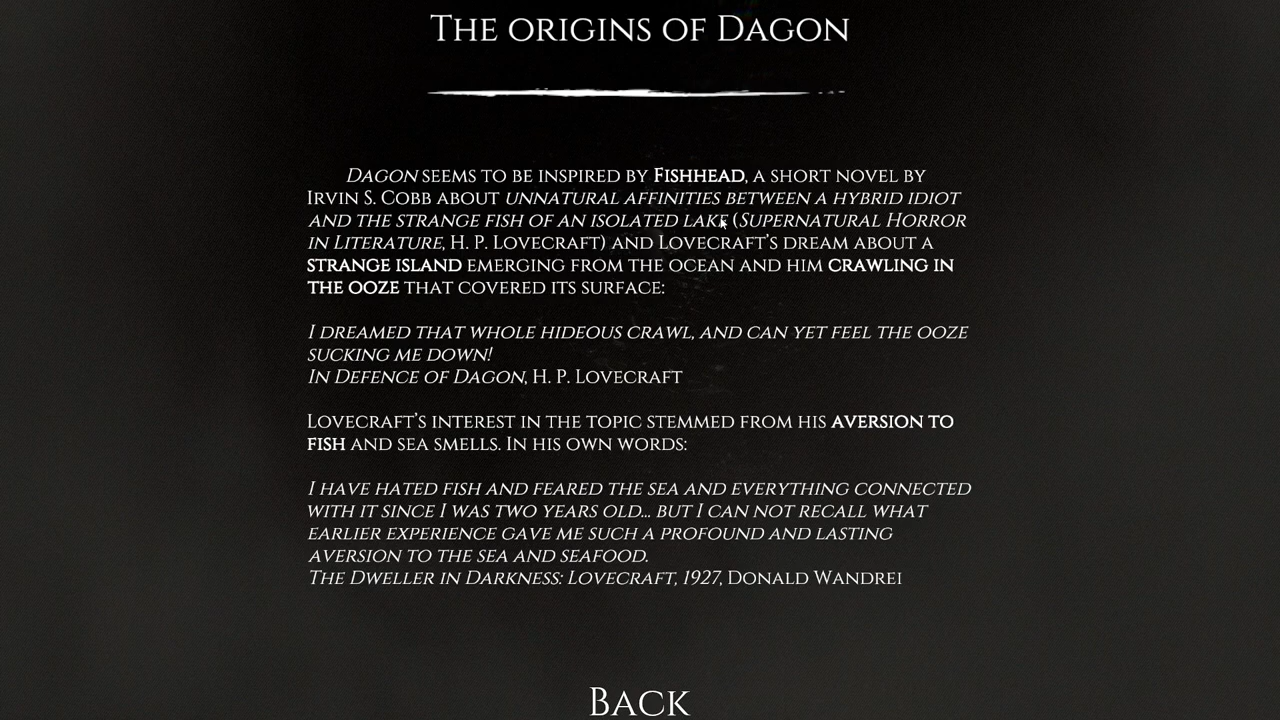 The origins of Dagon
Dagon seems to be inspired by Fishhead, a short novel by
Irvin S. Cobb about unnatural affinities between a hybrid idiot
and the strange fish of an isolated lake (Supernatural Horror
in Literature, H. P. Lovecraft) and Lovecraft's dream about a
strange island emerging from the ocean and him crawling in
the ooze that covered its surface:
I dreamed that whole hideous crawl, and can yet feel the ooze
sucking me down!
In Defence of Dagon, H. P. Lovecraft
Lovecraft's interest in the topic stemmed from his aversion to
fish and sea smells. In his own words:
I have hated fish and feared the sea and everything connected
with it since I was two years old... but I can not recall what
earlier experience gave me such a profound and lasting
aversion to the sea and seafood.
The Dweller in Darkness: Lovecraft, 1927, Donald Wandrei
Back